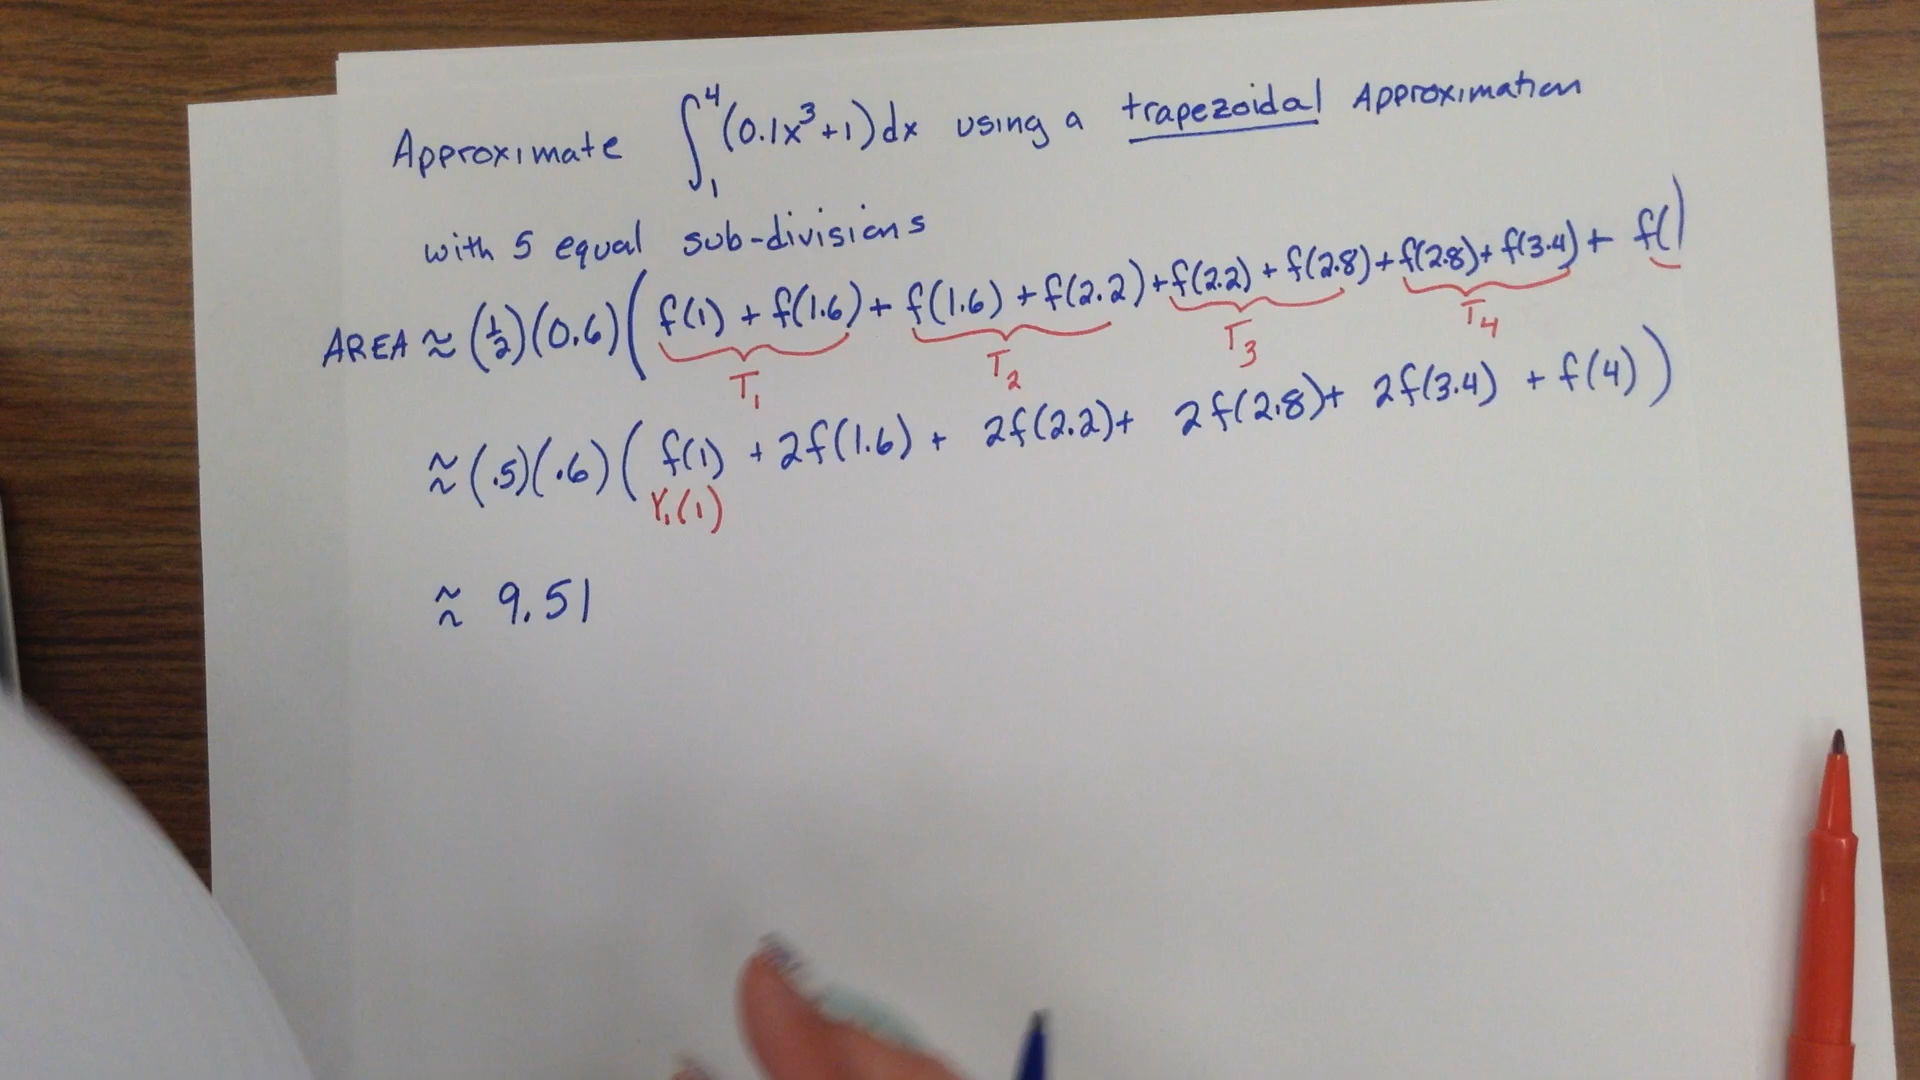 Approximate ∫₁⁴(0.1x³+1)dx using a trapezoidal Approximation
with 5 equal sub-divisions
AREA ≈ (1/2)(0.6)(f(1) + f(1.6) + f(1.6) + f(2.2) + f(2.2) + f(2.8) + f(2.8) + f(3.4) + f(
T₁ T₂ T₃ T₄
≈ (.5)(.6)(f(1) + 2f(1.6) + 2f(2.2) + 2f(2.8) + 2f(3.4) + f(4))
Y₁(1)
≈ 9.51